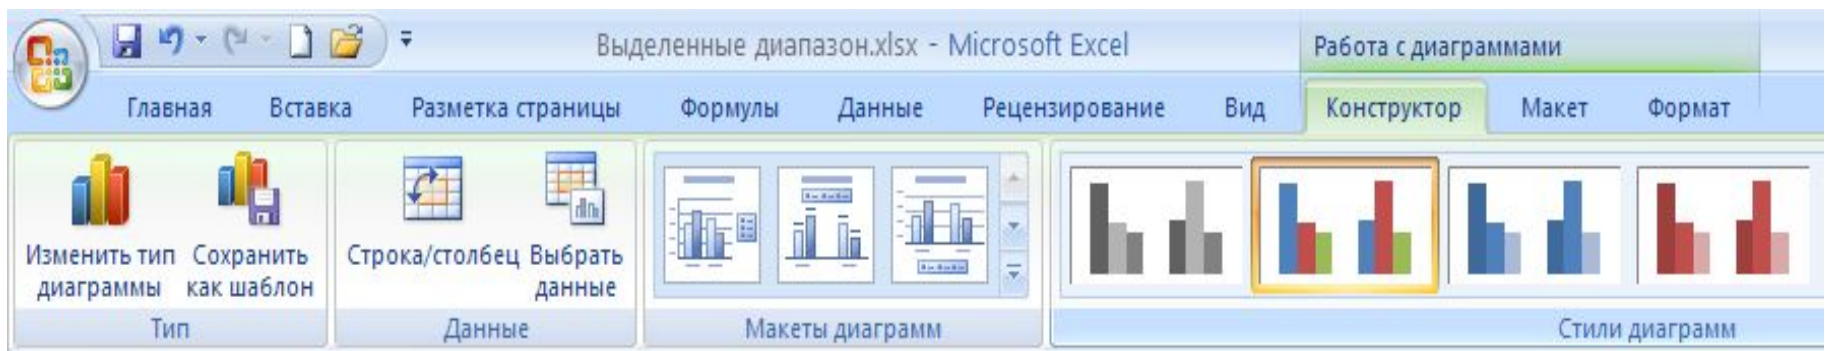 Выделенные диапазон.xlsx - Microsoft Excel
Работа с диаграммами
Главная Вставка Разметка страницы Формулы Данные Рецензирование Вид Конструктор Макет Формат
Изменить тип диаграммы
Сохранить как шаблон
Строка/столбец
Выбрать данные
Тип Данные Макеты диаграмм Стили диаграмм